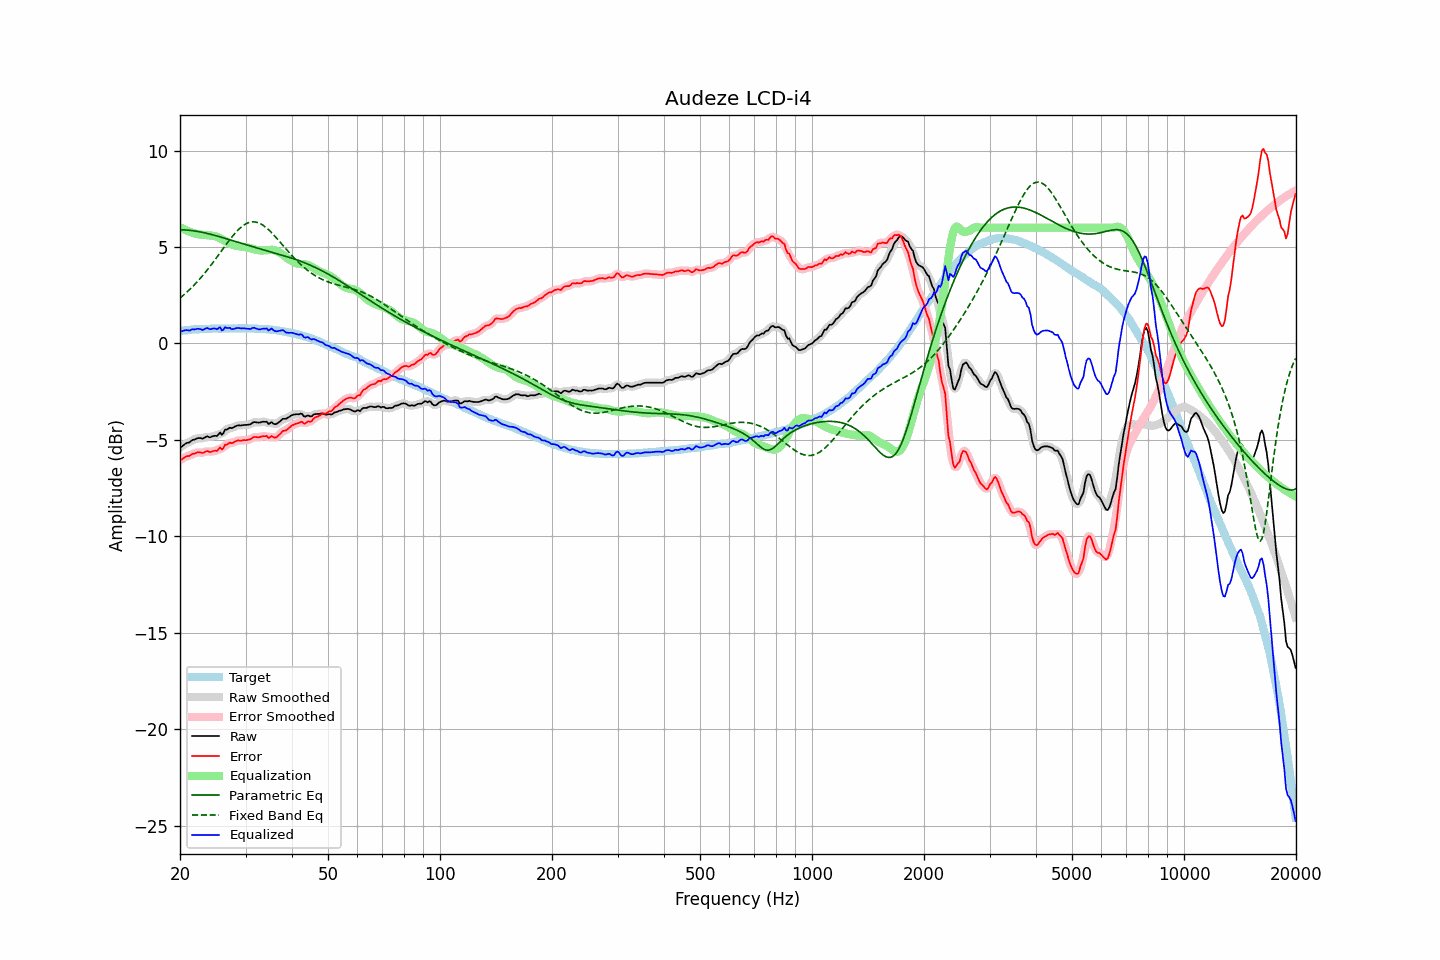 Audeze LCD-i4
Amplitude (dBr)
10
5
0
−5
−10
−15
−20
−25
Target
Raw Smoothed
Error Smoothed
Raw
Error
Equalization
Parametric Eq
Fixed Band Eq
Equalized
20 50 100 200 500 1000 2000 5000 10000 20000
Frequency (Hz)